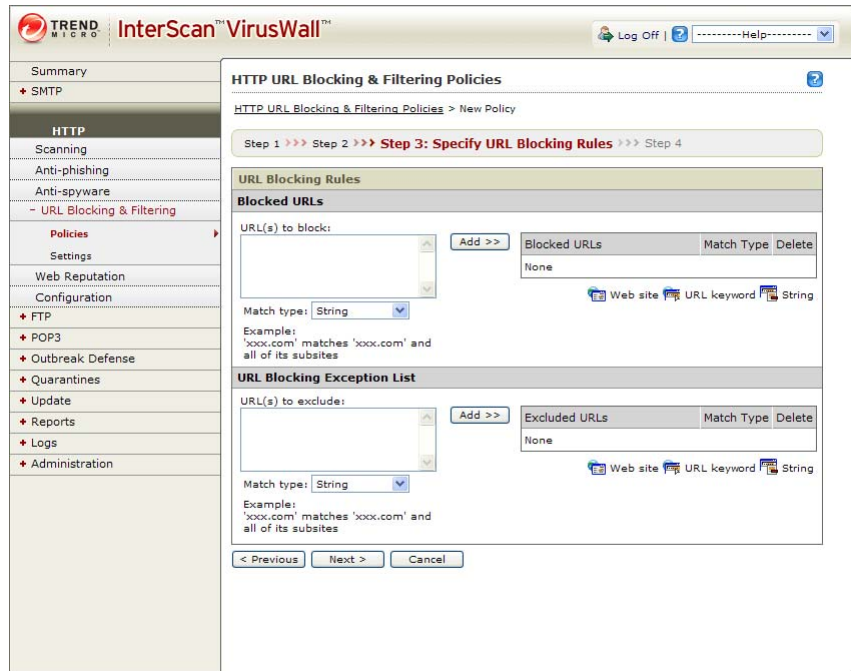 TREND MICRO InterScan™ VirusWall™
Log Off | ? ---------Help---------
Summary
+ SMTP
HTTP
Scanning
Anti-phishing
Anti-spyware
- URL Blocking & Filtering
Policies
Settings
Web Reputation
Configuration
+ FTP
+ POP3
+ Outbreak Defense
+ Quarantines
+ Update
+ Reports
+ Logs
+ Administration
HTTP URL Blocking & Filtering Policies ?
HTTP URL Blocking & Filtering Policies > New Policy
Step 1 >>> Step 2 >>> Step 3: Specify URL Blocking Rules >>> Step 4
URL Blocking Rules
Blocked URLs
URL(s) to block:
Add >>
Blocked URLs Match Type Delete
None
Web site URL keyword String
Match type: String
Example:
'xxx.com' matches 'xxx.com' and
all of its subsites
URL Blocking Exception List
URL(s) to exclude:
Add >>
Excluded URLs Match Type Delete
None
Web site URL keyword String
Match type: String
Example:
'xxx.com' matches 'xxx.com' and
all of its subsites
< Previous Next > Cancel